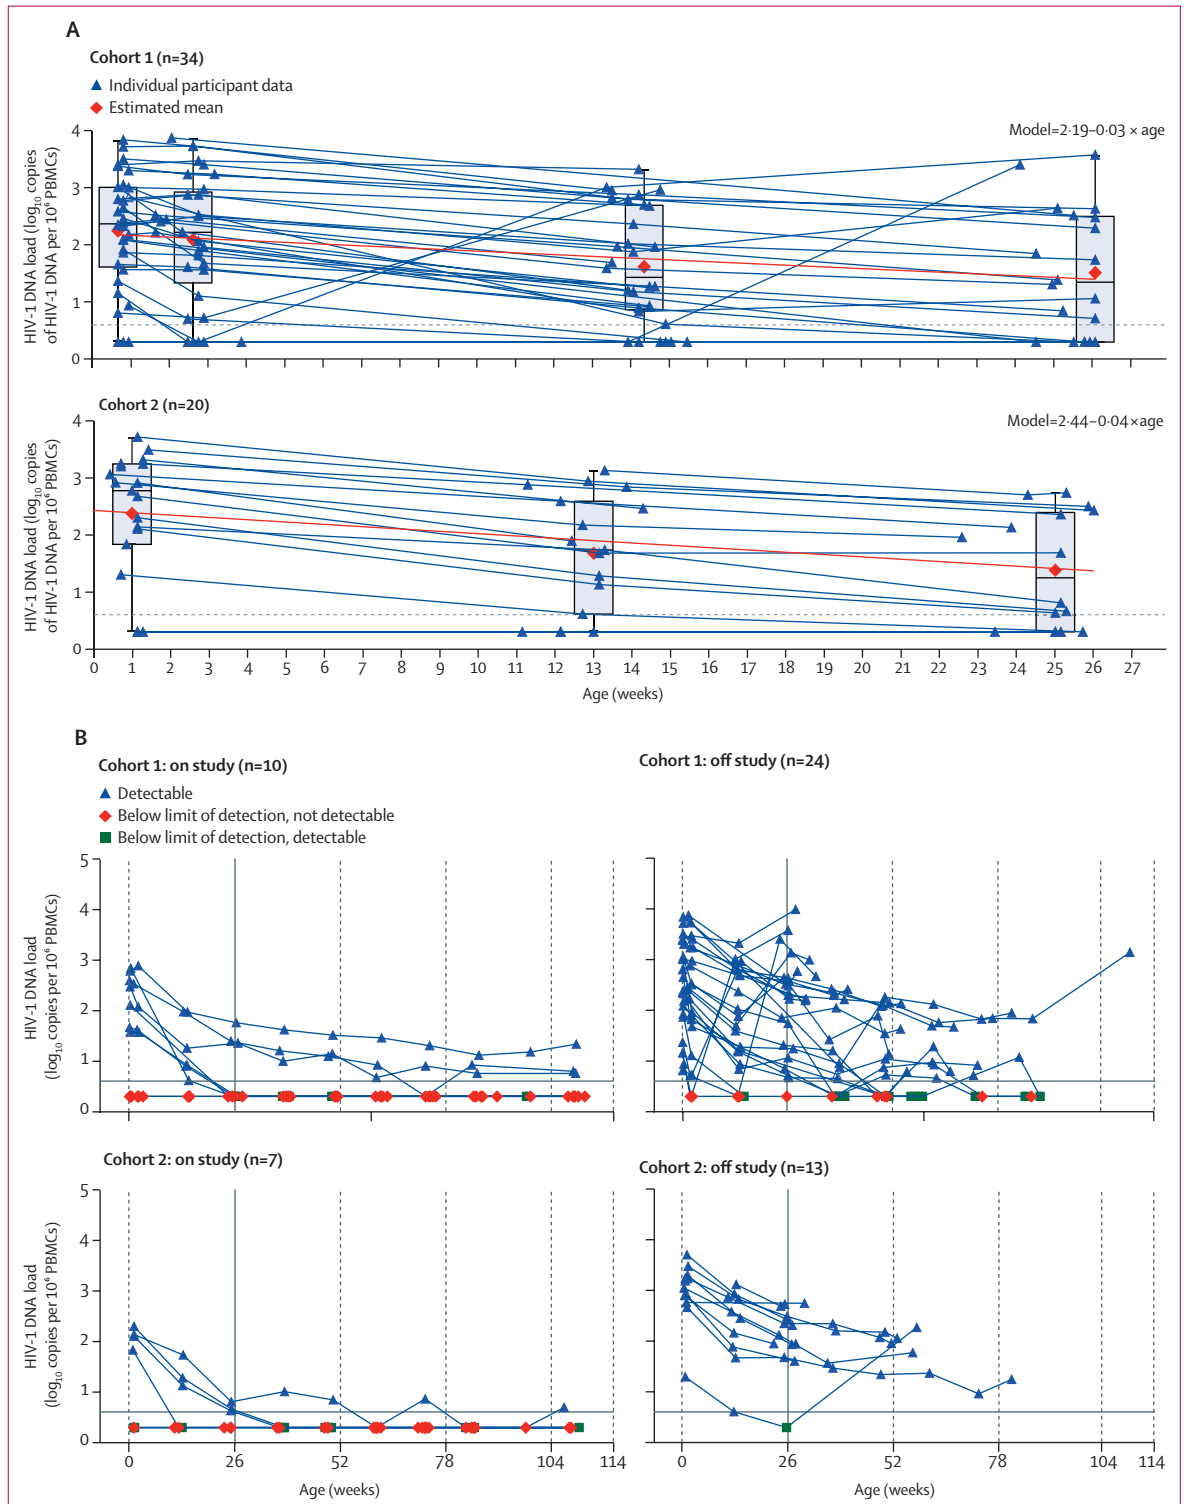 A
Cohort 1 (n=34)
Individual participant data
Estimated mean
Model=2·19–0·03 × age
HIV-1 DNA load (log10 copies
of HIV-1 DNA per 10⁶ PBMCs)
4
3
2
1
0
Cohort 2 (n=20)
Model=2·44–0·04×age
HIV-1 DNA load (log10 copies
of HIV-1 DNA per 10⁶ PBMCs)
4
3
2
1
0
0 1 2 3 4 5 6 7 8 9 10 11 12 13 14 15 16 17 18 19 20 21 22 23 24 25 26 27
Age (weeks)
B
Cohort 1: on study (n=10)
Detectable
Below limit of detection, not detectable
Below limit of detection, detectable
Cohort 1: off study (n=24)
HIV-1 DNA load
(log10 copies per 10⁶ PBMCs)
5
4
3
2
1
0
Cohort 2: on study (n=7)
Cohort 2: off study (n=13)
HIV-1 DNA load
(log10 copies per 10⁶ PBMCs)
5
4
3
2
1
0
0 26 52 78 104 114
Age (weeks)
0 26 52 78 104 114
Age (weeks)